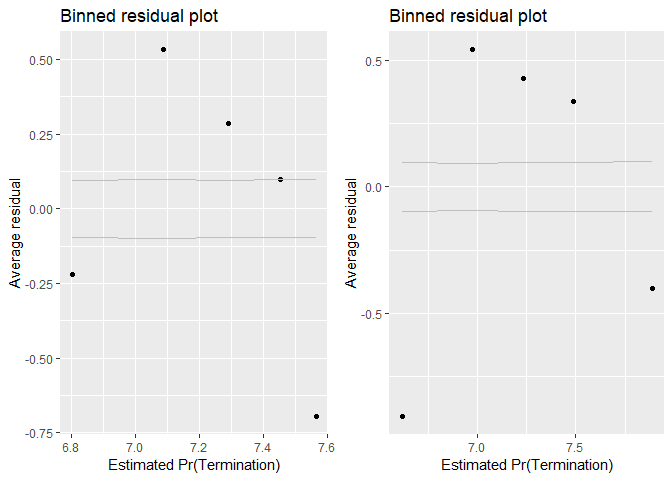 Binned residual plot
0.50
0.25
0.00
-0.25
-0.50
-0.75
Average residual
6.8 7.0 7.2 7.4 7.6
Estimated Pr(Termination)
Binned residual plot
0.5
0.0
-0.5
Average residual
7.0 7.5
Estimated Pr(Termination)